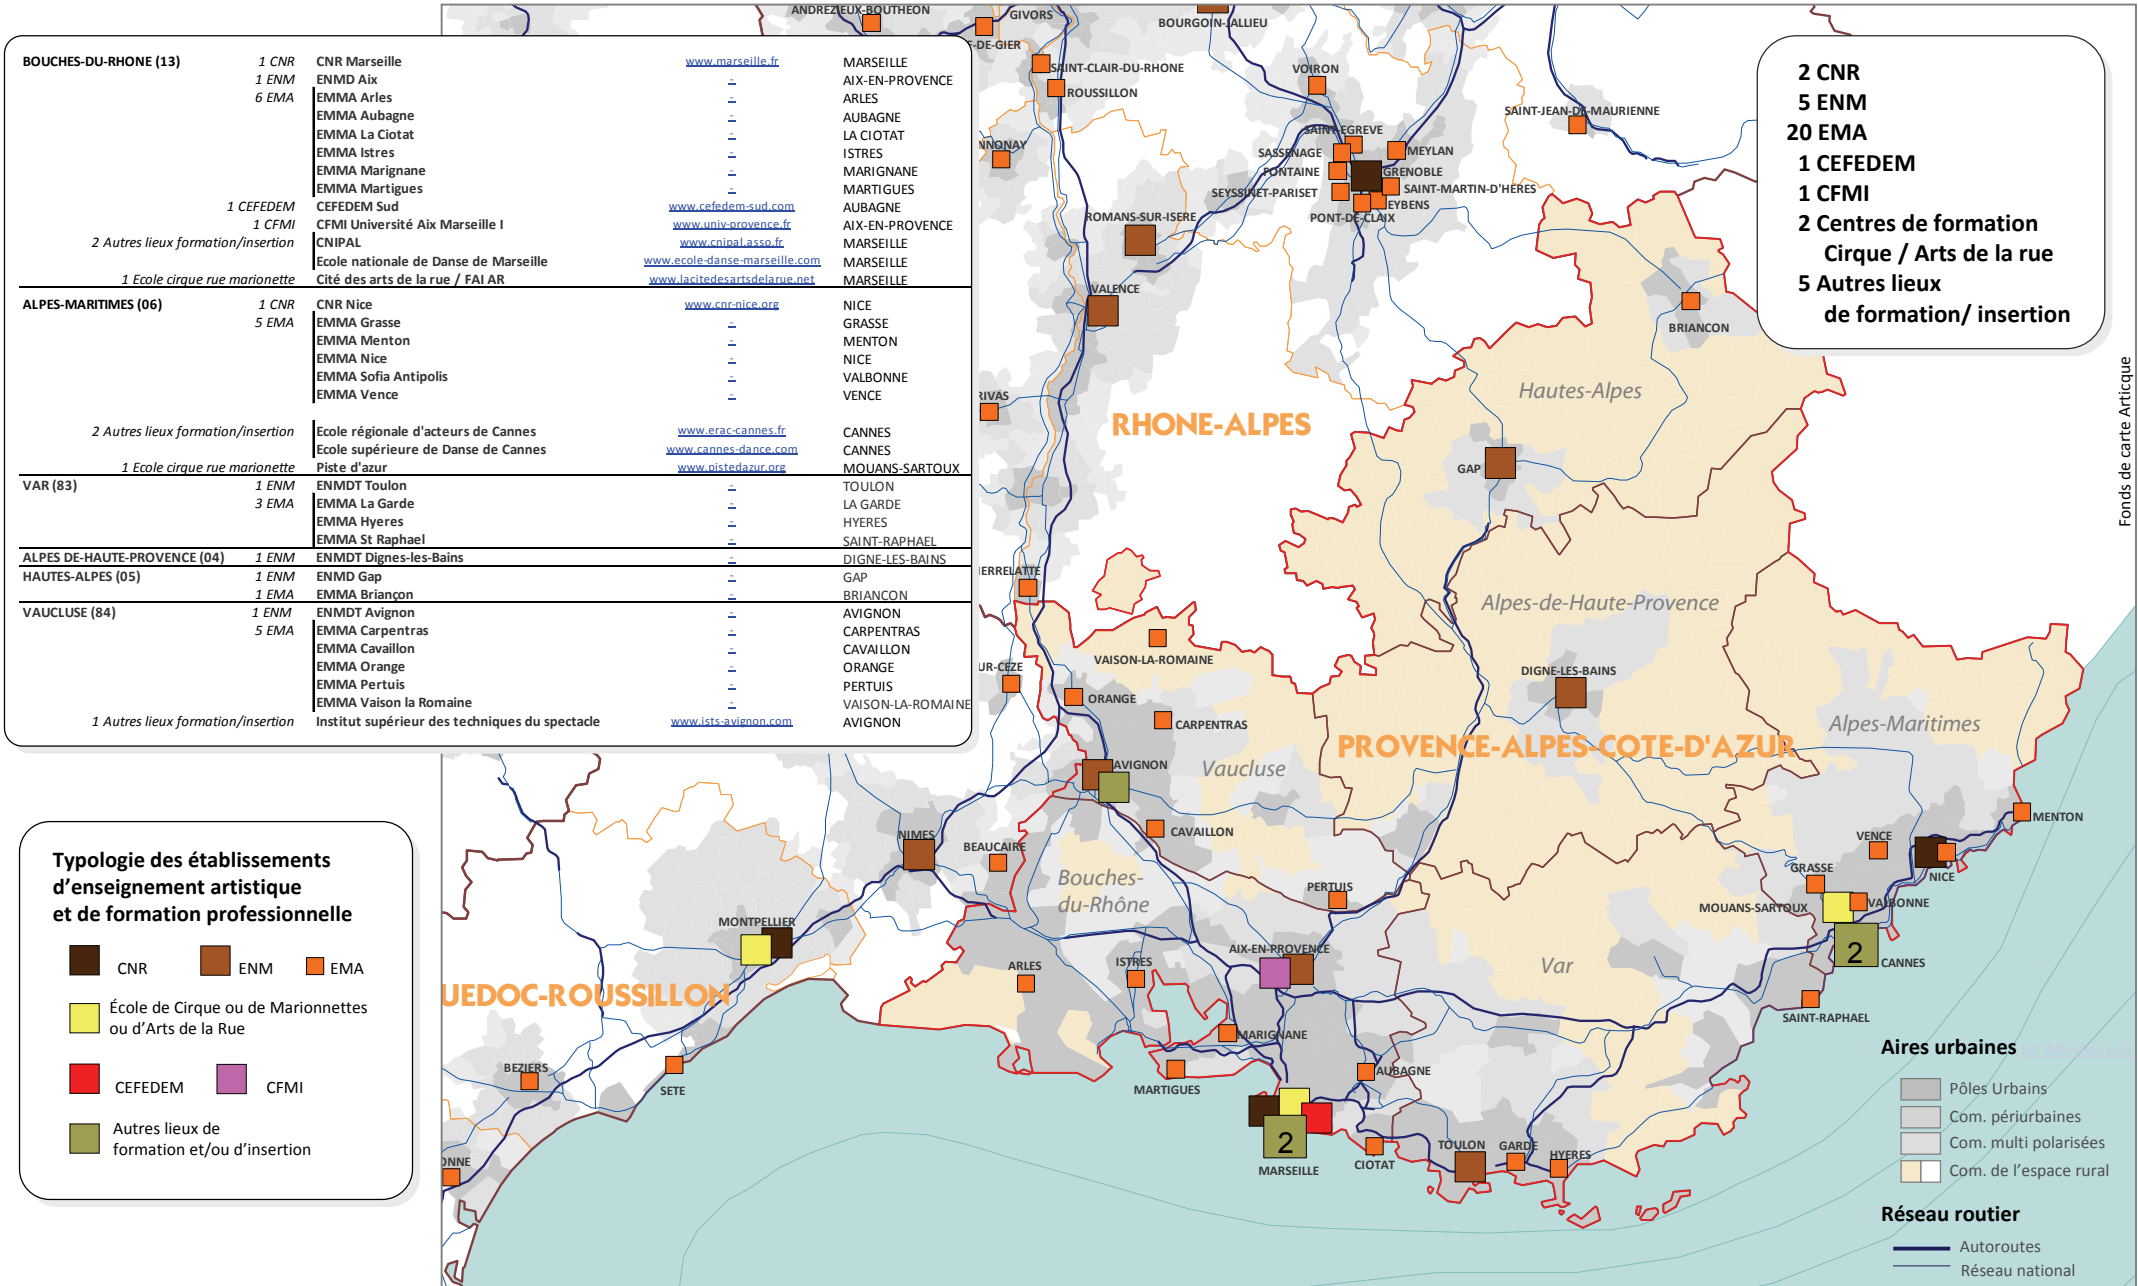 BOUCHES-DU-RHONE (13) 1 CNR CNR Marseille www.marseille.fr MARSEILLE
1 ENM ENMD Aix - AIX-EN-PROVENCE
6 EMA EMMA Arles - ARLES
EMMA Aubagne - AUBAGNE
EMMA La Ciotat - LA CIOTAT
EMMA Istres - ISTRES
EMMA Marignane - MARIGNANE
EMMA Martigues - MARTIGUES
1 CEFEDEM CEFEDEM Sud www.cefedem-sud.com AUBAGNE
1 CFMI CFMI Université Aix Marseille I www.univ-provence.fr AIX-EN-PROVENCE
2 Autres lieux formation/insertion CNIPAL www.cnipal.asso.fr MARSEILLE
Ecole nationale de Danse de Marseille www.ecole-danse-marseille.com MARSEILLE
1 Ecole cirque rue marionette Cité des arts de la rue / FAI AR www.lacitedesartsdelarue.net MARSEILLE
ALPES-MARITIMES (06) 1 CNR CNR Nice www.cnr-nice.org NICE
5 EMA EMMA Grasse - GRASSE
EMMA Menton - MENTON
EMMA Nice - NICE
EMMA Sofia Antipolis - VALBONNE
EMMA Vence - VENCE
2 Autres lieux formation/insertion Ecole régionale d'acteurs de Cannes www.erac-cannes.fr CANNES
Ecole supérieure de Danse de Cannes www.cannes-dance.com CANNES
1 Ecole cirque rue marionette Piste d'azur www.pistedazur.org MOUANS-SARTOUX
VAR (83) 1 ENM ENMDT Toulon - TOULON
3 EMA EMMA La Garde - LA GARDE
EMMA Hyeres - HYERES
EMMA St Raphael - SAINT-RAPHAEL
ALPES DE-HAUTE-PROVENCE (04) 1 ENM ENMDT Dignes-les-Bains - DIGNE-LES-BAINS
HAUTES-ALPES (05) 1 ENM ENMD Gap - GAP
1 EMA EMMA Briançon - BRIANCON
VAUCLUSE (84) 1 ENM ENMDT Avignon - AVIGNON
5 EMA EMMA Carpentras - CARPENTRAS
EMMA Cavaillon - CAVAILLON
EMMA Orange - ORANGE
EMMA Pertuis - PERTUIS
EMMA Vaison la Romaine - VAISON-LA-ROMAINE
1 Autres lieux formation/insertion Institut supérieur des techniques du spectacle www.ists-avignon.com AVIGNON
2 CNR
5 ENM
20 EMA
1 CEFEDEM
1 CFMI
2 Centres de formation
Cirque / Arts de la rue
5 Autres lieux
de formation/ insertion
Fonds de carte Articque
ANDREZIEUX-BOUTHEON
GIVORS
BOURGOIN-JALLIEU
F-DE-GIER
SAINT-CLAIR-DU-RHONE
ROUSSILLON
VOIRON
SAINT-JEAN-DE-MAURIENNE
NNONAY
SAINT-EGREVE
SASSENAGE
MEYLAN
FONTAINE
GRENOBLE
SEYSSINET-PARISET
SAINT-MARTIN-D'HERES
EYBENS
PONT-DE-CLAIX
ROMANS-SUR-ISERE
VALENCE
BRIANCON
RIVAS
Hautes-Alpes
RHONE-ALPES
GAP
ERRELATTE
Alpes-de-Haute-Provence
VAISON-LA-ROMAINE
UR-CEZE
DIGNE-LES-BAINS
ORANGE
CARPENTRAS
Alpes-Maritimes
PROVENCE-ALPES-COTE-D'AZUR
AVIGNON
Vaucluse
MENTON
CAVAILLON
NIMES
BEAUCAIRE
VENCE
NICE
GRASSE
Bouches-
du-Rhône
PERTUIS
MOUANS-SARTOUX
VALBONNE
MONTPELLIER
AIX-EN-PROVENCE
2
CANNES
ARLES
ISTRES
Var
UEDOC-ROUSSILLON
SAINT-RAPHAEL
MARIGNANE
BEZIERS
SETE
MARTIGUES
AUBAGNE
2
MARSEILLE
CIOTAT
TOULON
GARDE
HYERES
ONNE
Typologie des établissements
d'enseignement artistique
et de formation professionnelle
CNR ENM EMA
École de Cirque ou de Marionnettes
ou d'Arts de la Rue
CEFEDEM CFMI
Autres lieux de
formation et/ou d'insertion
Aires urbaines
Pôles Urbains
Com. périurbaines
Com. multi polarisées
Com. de l'espace rural
Réseau routier
Autoroutes
Réseau national